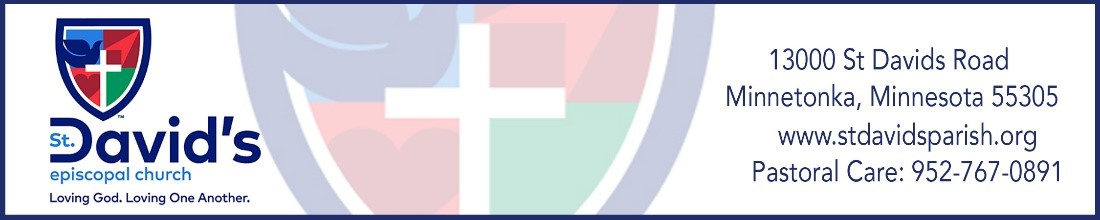 St. David's
episcopal church
Loving God. Loving One Another.
13000 St Davids Road
Minnetonka, Minnesota 55305
www.stdavidsparish.org
Pastoral Care: 952-767-0891